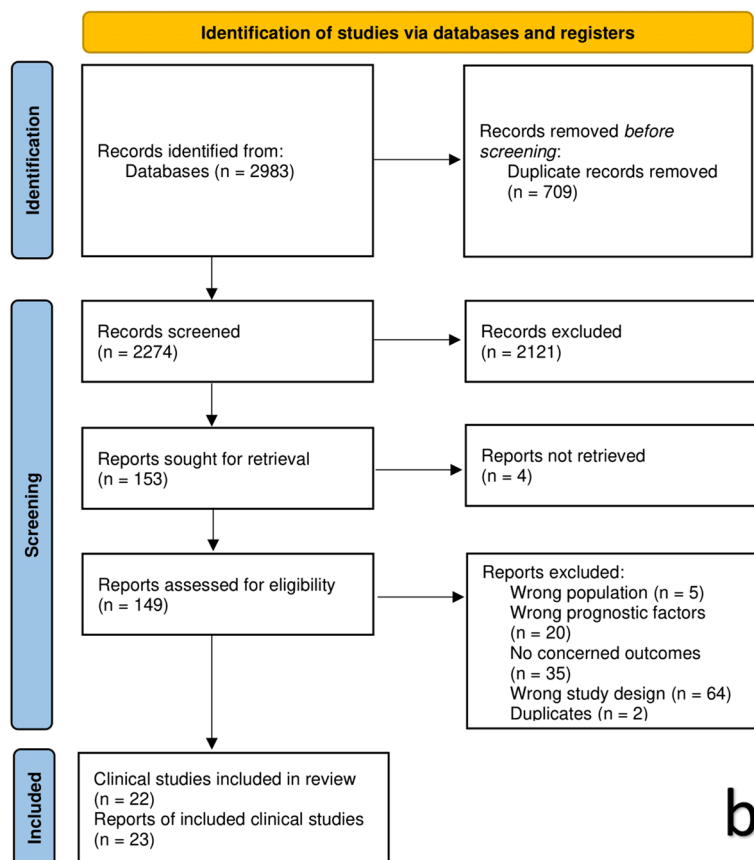 Identification of studies via databases and registers
Identification
Records identified from:
Databases (n = 2983)
Records removed before
screening:
Duplicate records removed
(n = 709)
Screening
Records screened
(n = 2274)
Records excluded
(n = 2121)
Reports sought for retrieval
(n = 153)
Reports not retrieved
(n = 4)
Reports assessed for eligibility
(n = 149)
Reports excluded:
Wrong population (n = 5)
Wrong prognostic factors
(n = 20)
No concerned outcomes
(n = 35)
Wrong study design (n = 64)
Duplicates (n = 2)
Included
Clinical studies included in review
(n = 22)
Reports of included clinical studies
(n = 23)
b